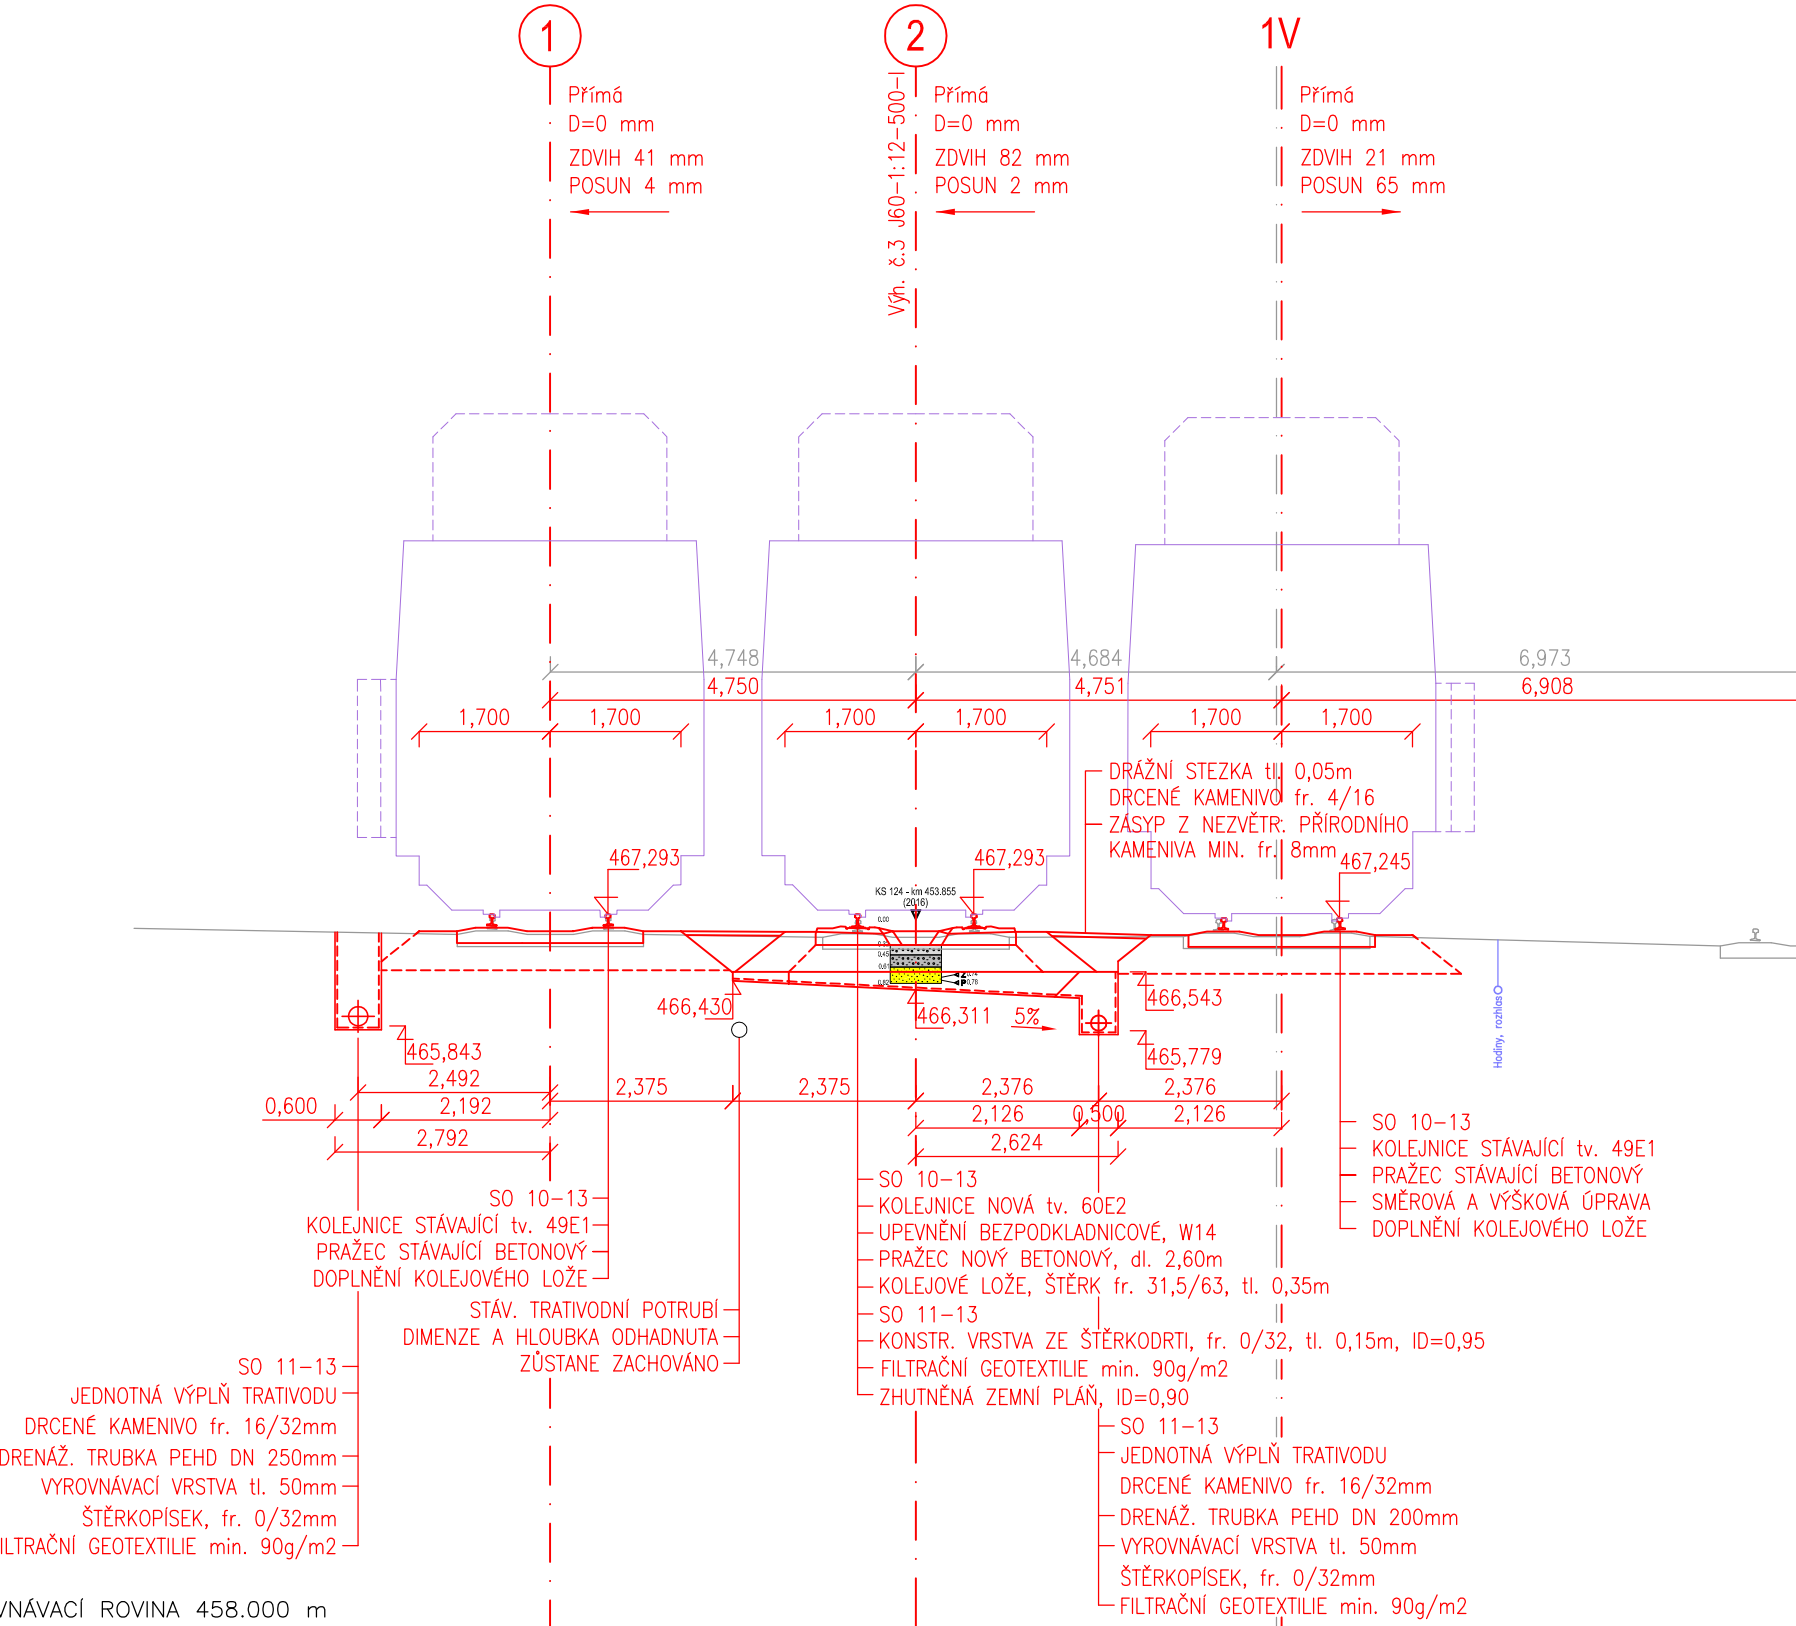 1
2
1V
Přímá
D=0 mm
ZDVIH 41 mm
POSUN 4 mm
Výh. č.3 J60-1:12-500-I
Přímá
D=0 mm
ZDVIH 82 mm
POSUN 2 mm
Přímá
D=0 mm
ZDVIH 21 mm
POSUN 65 mm
4,748
4,684
6,973
4,750
4,751
6,908
1,700
1,700
1,700
1,700
1,700
1,700
DRÁŽNÍ STEZKA tl. 0,05m
DRCENÉ KAMENIVO fr. 4/16
ZÁSYP Z NEZVĚTR. PŘÍRODNÍHO
KAMENIVA MIN. fr. 8mm
467,293
467,293
467,245
KS 124 - km 453.855
(2016)
0,00
0,45
466,430
466,311
5%
466,543
465,843
465,779
Hodiny, rozhlas
2,492
2,375
2,375
2,376
2,376
0,600
2,192
2,126
0,500
2,126
2,792
2,624
SO 10-13
KOLEJNICE STÁVAJÍCÍ tv. 49E1
PRAŽEC STÁVAJÍCÍ BETONOVÝ
SMĚROVÁ A VÝŠKOVÁ ÚPRAVA
DOPLNĚNÍ KOLEJOVÉHO LOŽE
SO 10-13
KOLEJNICE STÁVAJÍCÍ tv. 49E1
PRAŽEC STÁVAJÍCÍ BETONOVÝ
DOPLNĚNÍ KOLEJOVÉHO LOŽE
SO 10-13
KOLEJNICE NOVÁ tv. 60E2
UPEVNĚNÍ BEZPODKLADNICOVÉ, W14
PRAŽEC NOVÝ BETONOVÝ, dl. 2,60m
KOLEJOVÉ LOŽE, ŠTĚRK fr. 31,5/63, tl. 0,35m
SO 11-13
KONSTR. VRSTVA ZE ŠTĚRKODRTI, fr. 0/32, tl. 0,15m, ID=0,95
FILTRAČNÍ GEOTEXTILIE min. 90g/m2
ZHUTNĚNÁ ZEMNÍ PLÁŇ, ID=0,90
STÁV. TRATIVODNÍ POTRUBÍ
DIMENZE A HLOUBKA ODHADNUTA
ZŮSTANE ZACHOVÁNO
SO 11-13
JEDNOTNÁ VÝPLŇ TRATIVODU
DRCENÉ KAMENIVO fr. 16/32mm
DRENÁŽ. TRUBKA PEHD DN 250mm
VYROVNÁVACÍ VRSTVA tl. 50mm
ŠTĚRKOPÍSEK, fr. 0/32mm
ILTRAČNÍ GEOTEXTILIE min. 90g/m2
SO 11-13
JEDNOTNÁ VÝPLŇ TRATIVODU
DRCENÉ KAMENIVO fr. 16/32mm
DRENÁŽ. TRUBKA PEHD DN 200mm
VYROVNÁVACÍ VRSTVA tl. 50mm
ŠTĚRKOPÍSEK, fr. 0/32mm
FILTRAČNÍ GEOTEXTILIE min. 90g/m2
VNÁVACÍ ROVINA 458.000 m